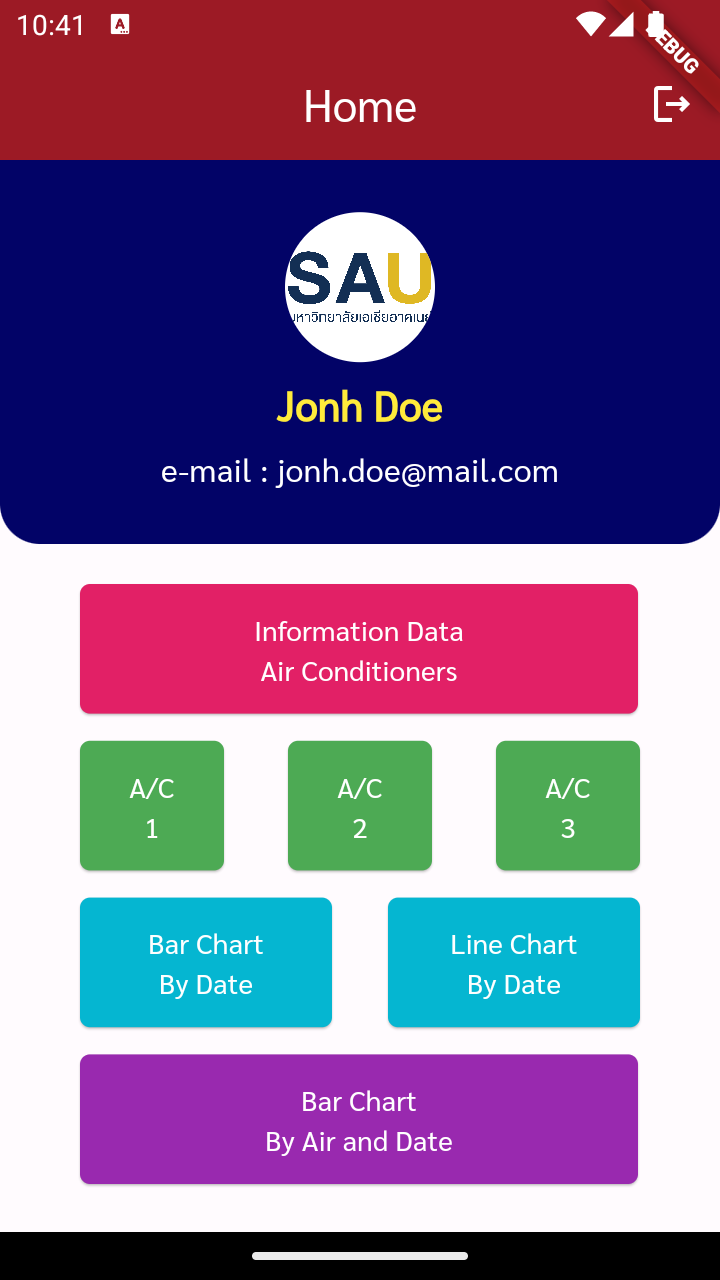 10:41
DEBUG
Home
SAU
มหาวิทยาลัยเอเชียอาคเนย์
Jonh Doe
e-mail : jonh.doe@mail.com
Information Data
Air Conditioners
A/C
1
A/C
2
A/C
3
Bar Chart
By Date
Line Chart
By Date
Bar Chart
By Air and Date